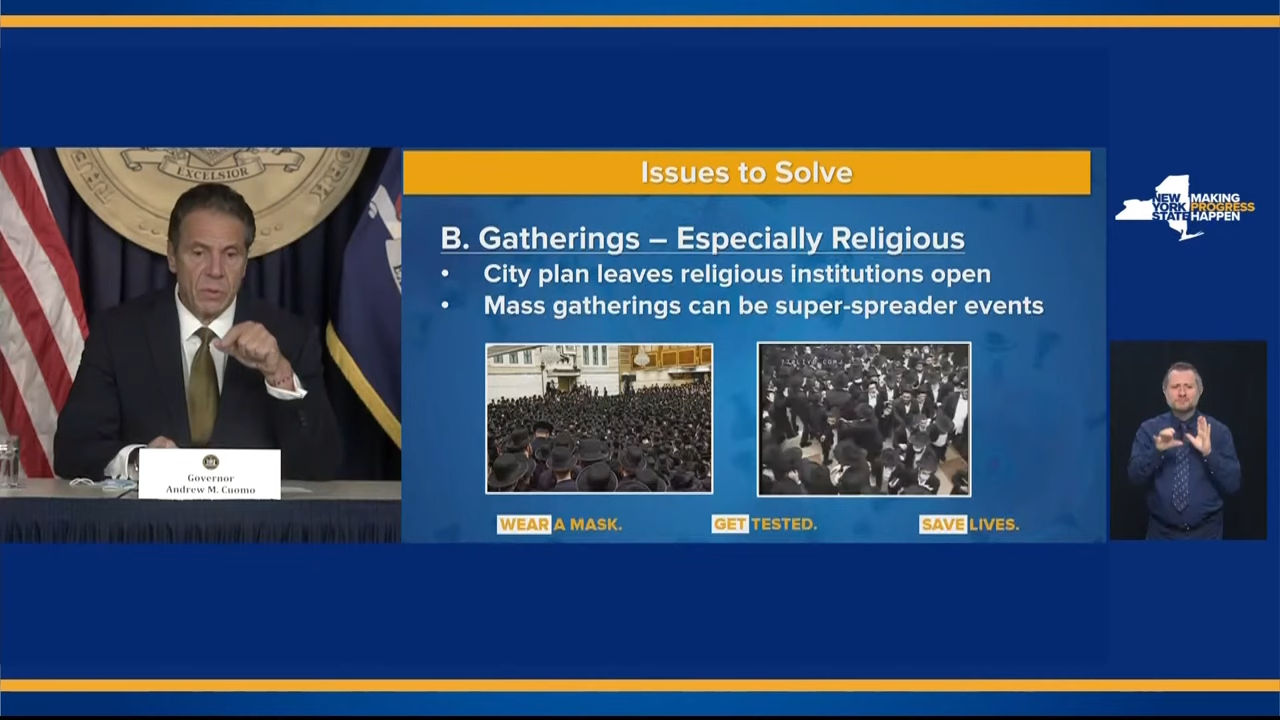 EXCELSIOR
Governor
Andrew M. Cuomo
Issues to Solve
B. Gatherings – Especially Religious
• City plan leaves religious institutions open
• Mass gatherings can be super-spreader events
WEAR A MASK.
GET TESTED.
SAVE LIVES.
NEW
YORK
STATE
MAKING
PROGRESS
HAPPEN